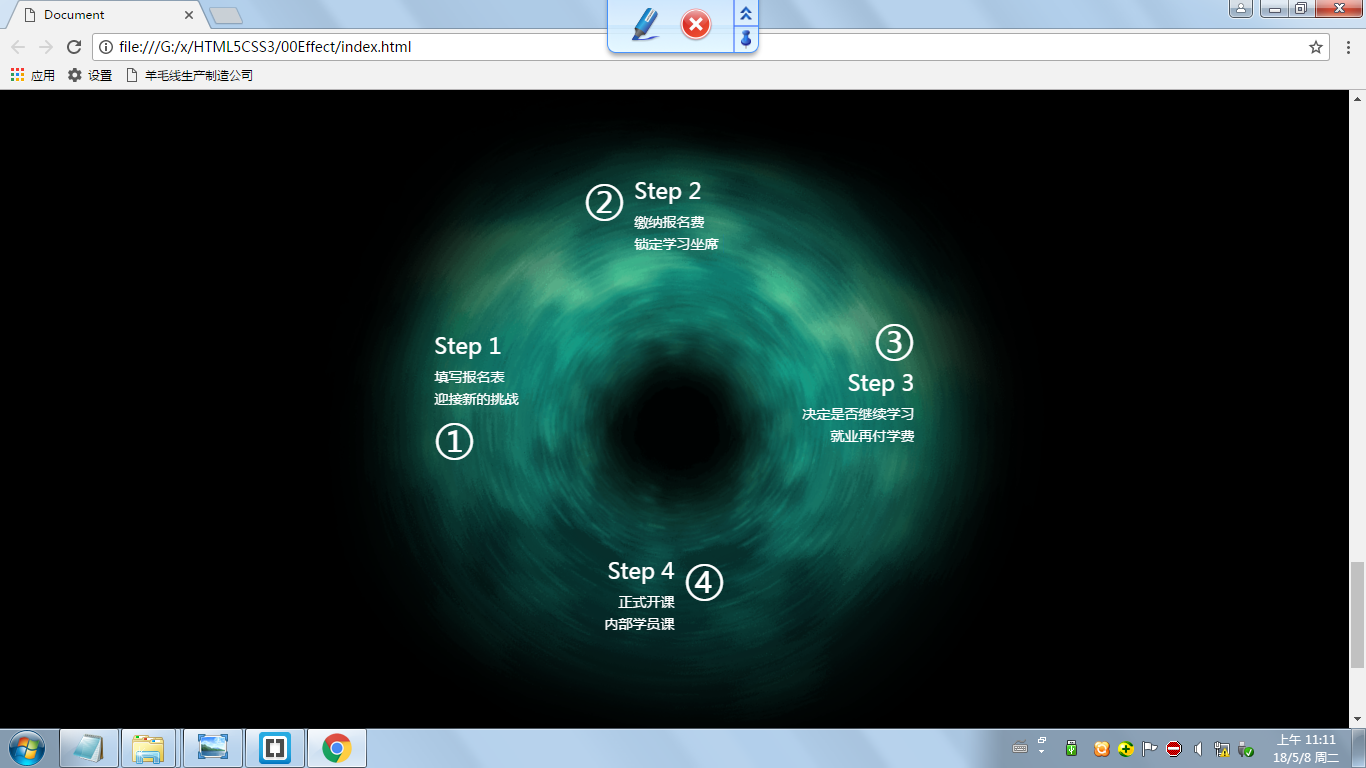 Document
file:///G:/x/HTML5CSS3/00Effect/index.html
应用
设置
羊毛线生产制造公司
② Step 2
缴纳报名费
锁定学习坐席
Step 1
填写报名表
迎接新的挑战
①
③
Step 3
决定是否继续学习
就业再付学费
Step 4 ④
正式开课
内部学员课
上午 11:11
18/5/8 周二